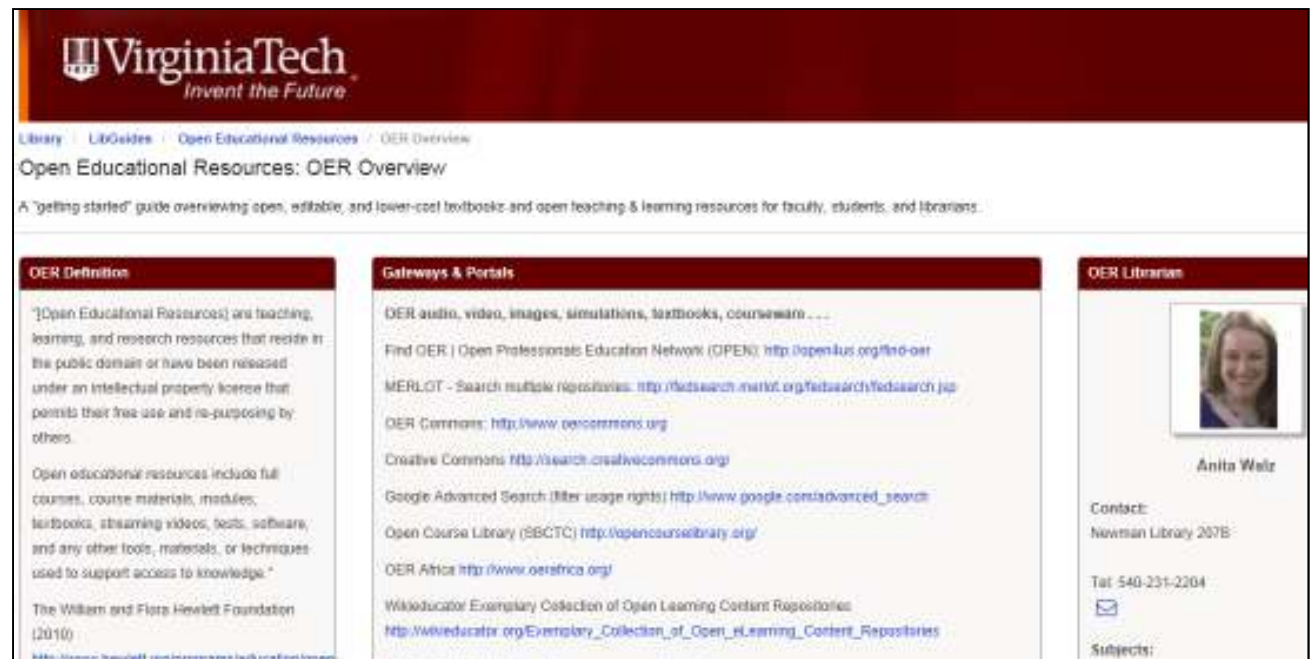 VirginiaTech
Invent the Future
Library / LibGuides / Open Educational Resources / OER Overview
Open Educational Resources: OER Overview
A "getting started" guide overviewing open, editable, and lower-cost textbooks and open teaching & learning resources for faculty, students, and librarians.
OER Definition
"[Open Educational Resources] are teaching,
learning, and research resources that reside in
the public domain or have been released
under an intellectual property license that
permits their free use and re-purposing by
others.
Open educational resources include full
courses, course materials, modules,
textbooks, streaming videos, tests, software,
and any other tools, materials, or techniques
used to support access to knowledge."
The William and Flora Hewlett Foundation
(2010)
Gateways & Portals
OER audio, video, images, simulations, textbooks, courseware . . .
Find OER | Open Professionals Education Network (OPEN): http://open4us.org/find-oer
MERLOT - Search multiple repositories: http://fedsearch.merlot.org/fedsearch/fedsearch.jsp
OER Commons: http://www.oercommons.org
Creative Commons http://search.creativecommons.org/
Google Advanced Search (filter usage rights) http://www.google.com/advanced_search
Open Course Library (SBCTC) http://opencourselibrary.org/
OER Africa http://www.oerafrica.org/
Wikieducator Exemplary Collection of Open Learning Content Repositories
http://wikieducator.org/Exemplary_Collection_of_Open_eLearning_Content_Repositories
OER Librarian
Anita Walz
Contact:
Newman Library 207B
Tel: 540-231-2204
Subjects: